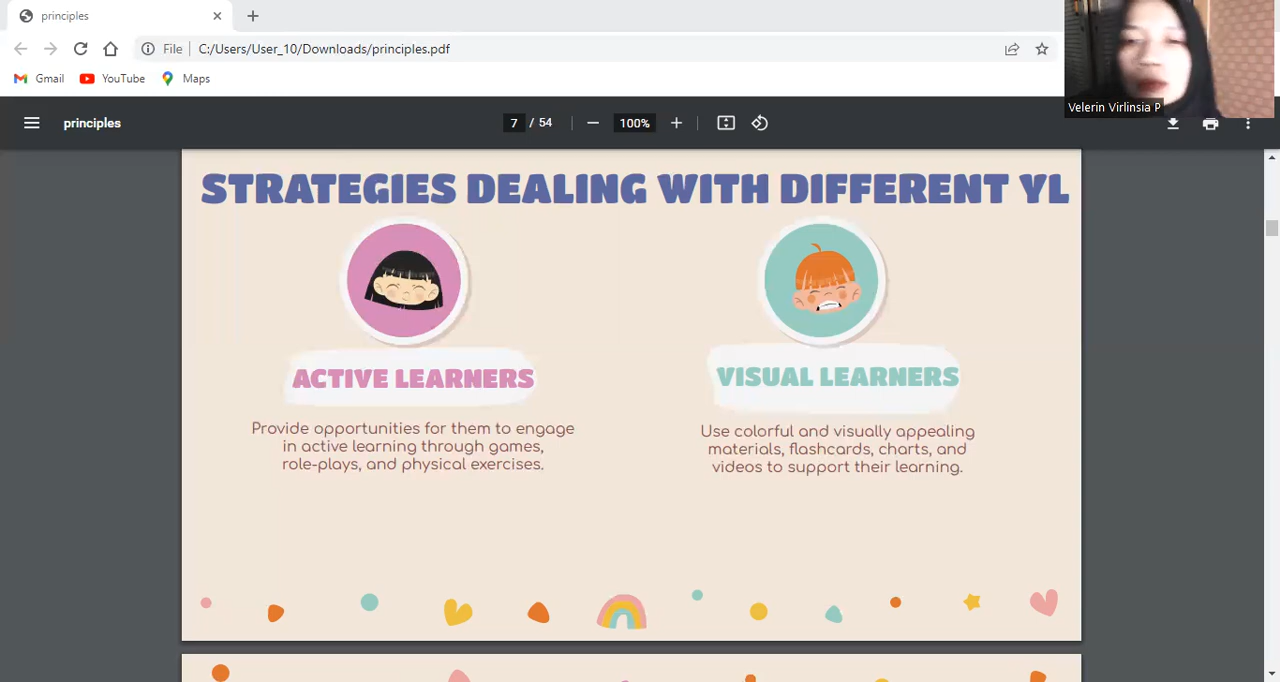 principles
File
C:/Users/User_10/Downloads/principles.pdf
Gmail
YouTube
Maps
Velerin Virlinsia P
principles
7 / 54
100%
STRATEGIES DEALING WITH DIFFERENT YL
ACTIVE LEARNERS
Provide opportunities for them to engage
in active learning through games,
role-plays, and physical exercises.
VISUAL LEARNERS
Use colorful and visually appealing
materials, flashcards, charts, and
videos to support their learning.